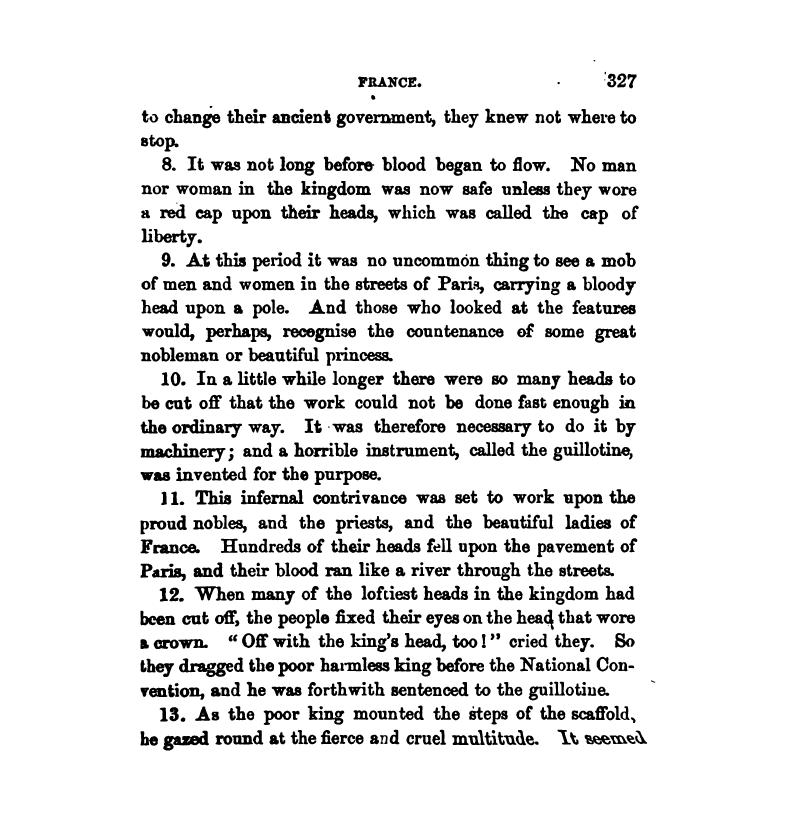 FRANCE. 327
to change their ancient government, they knew not where to
stop.
8. It was not long before blood began to flow. No man
nor woman in the kingdom was now safe unless they wore
a red cap upon their heads, which was called the cap of
liberty.
9. At this period it was no uncommon thing to see a mob
of men and women in the streets of Paris, carrying a bloody
head upon a pole. And those who looked at the features
would, perhaps, recognise the countenance of some great
nobleman or beautiful princess.
10. In a little while longer there were so many heads to
be cut off that the work could not be done fast enough in
the ordinary way. It was therefore necessary to do it by
machinery; and a horrible instrument, called the guillotine,
was invented for the purpose.
11. This infernal contrivance was set to work upon the
proud nobles, and the priests, and the beautiful ladies of
France. Hundreds of their heads fell upon the pavement of
Paris, and their blood ran like a river through the streets.
12. When many of the loftiest heads in the kingdom had
been cut off, the people fixed their eyes on the head that wore
a crown. "Off with the king's head, too!" cried they. So
they dragged the poor harmless king before the National Con-
vention, and he was forthwith sentenced to the guillotine.
13. As the poor king mounted the steps of the scaffold,
he gazed round at the fierce and cruel multitude. It seemed